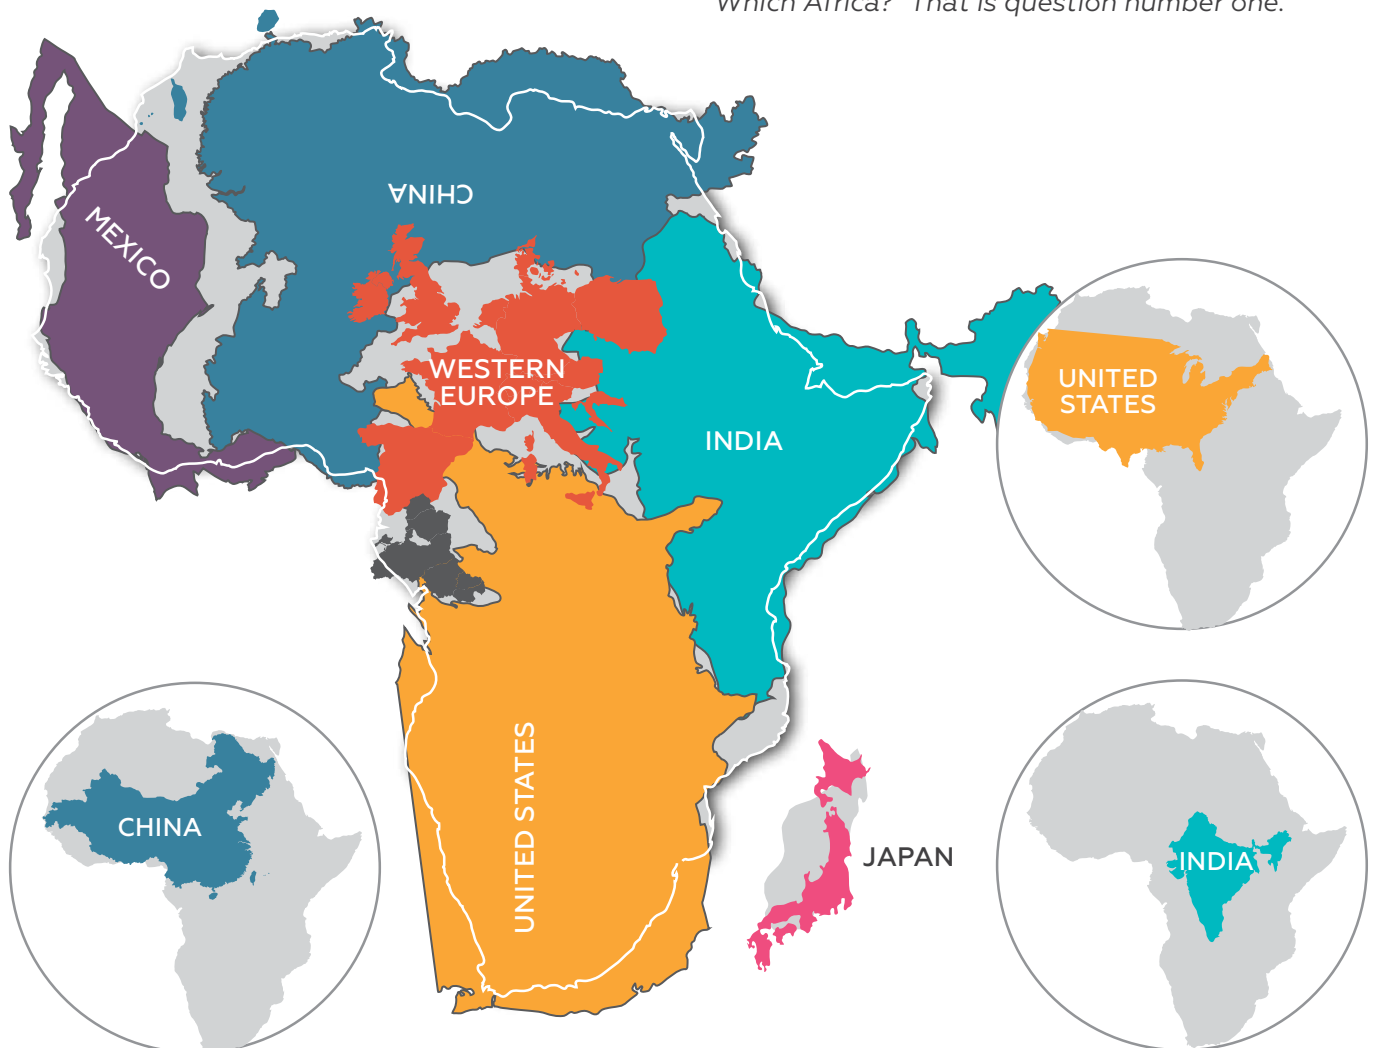 Which Africa?" That is question number one.
MEXICO
CHINA
WESTERN
EUROPE
INDIA
UNITED
STATES
UNITED STATES
CHINA
JAPAN
INDIA